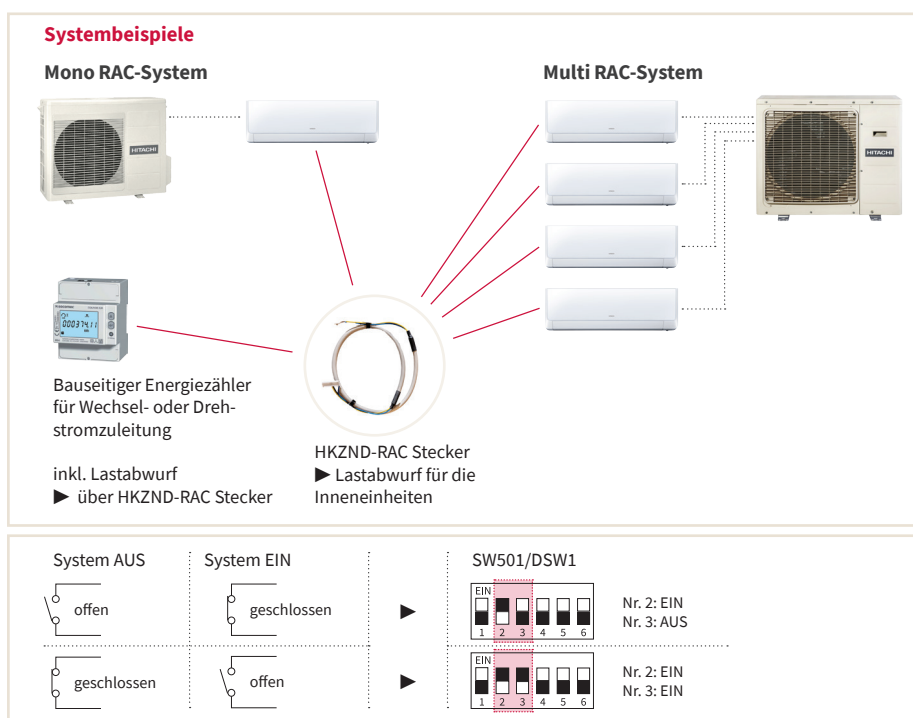 Systembeispiele
Mono RAC-System
Multi RAC-System
HITACHI
HITACHI
000374.11
Bauseitiger Energiezähler
für Wechsel- oder Dreh-
stromzuleitung
inkl. Lastabwurf
▶ über HKZND-RAC Stecker
HKZND-RAC Stecker
▶ Lastabwurf für die
Inneneinheiten
System AUS
System EIN
SW501/DSW1
offen
geschlossen
▶
EIN
1 2 3 4 5 6
Nr. 2: EIN
Nr. 3: AUS
geschlossen
offen
▶
EIN
1 2 3 4 5 6
Nr. 2: EIN
Nr. 3: EIN